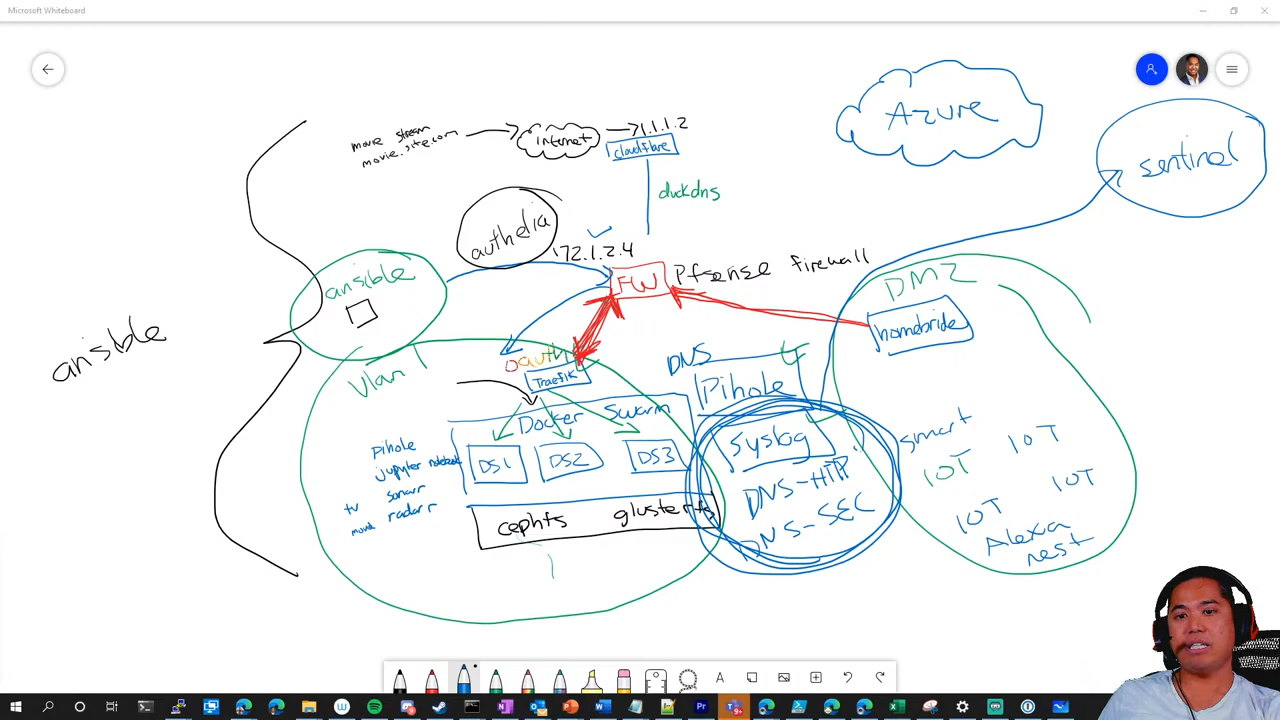 Microsoft Whiteboard
Azure
sentinel
movie stream
movie.site.com
internet
1.1.1.2
cloudflare
duckdns
authelia
172.1.2.4
FW
Pfsense firewall
ansible
ansible
DMZ
homebridge
Vlan 1
oauth
Traefik
DNS
Pihole
Docker Swarm
DS1
DS2
DS3
pihole
jupyter notebook
tv sonarr
movie radarr
cephfs glusterfs
Syslog
DNS-HTTP
DNS-SEC
smart
IOT
IOT
IOT
IOT
Alexa
nest